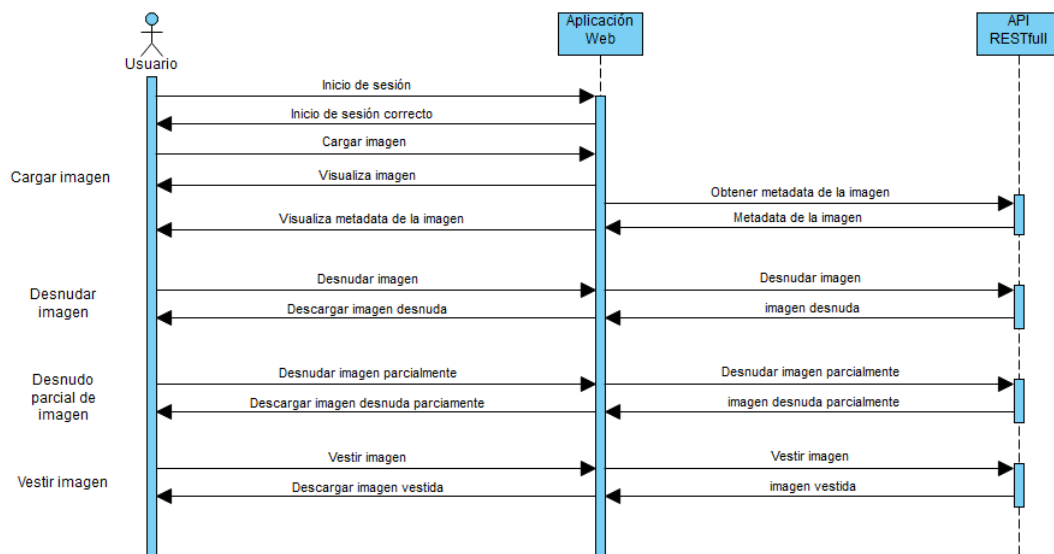 Usuario
Aplicación
Web
API
RESTfull
Inicio de sesión
Inicio de sesión correcto
Cargar imagen
Cargar imagen
Visualiza imagen
Obtener metadata de la imagen
Metadata de la imagen
Visualiza metadata de la imagen
Desnudar
imagen
Desnudar imagen
Desnudar imagen
Descargar imagen desnuda
imagen desnuda
Desnudo
parcial de
imagen
Desnudar imagen parcialmente
Desnudar imagen parcialmente
Descargar imagen desnuda parciamente
imagen desnuda parcialmente
Vestir imagen
Vestir imagen
Vestir imagen
Descargar imagen vestida
imagen vestida